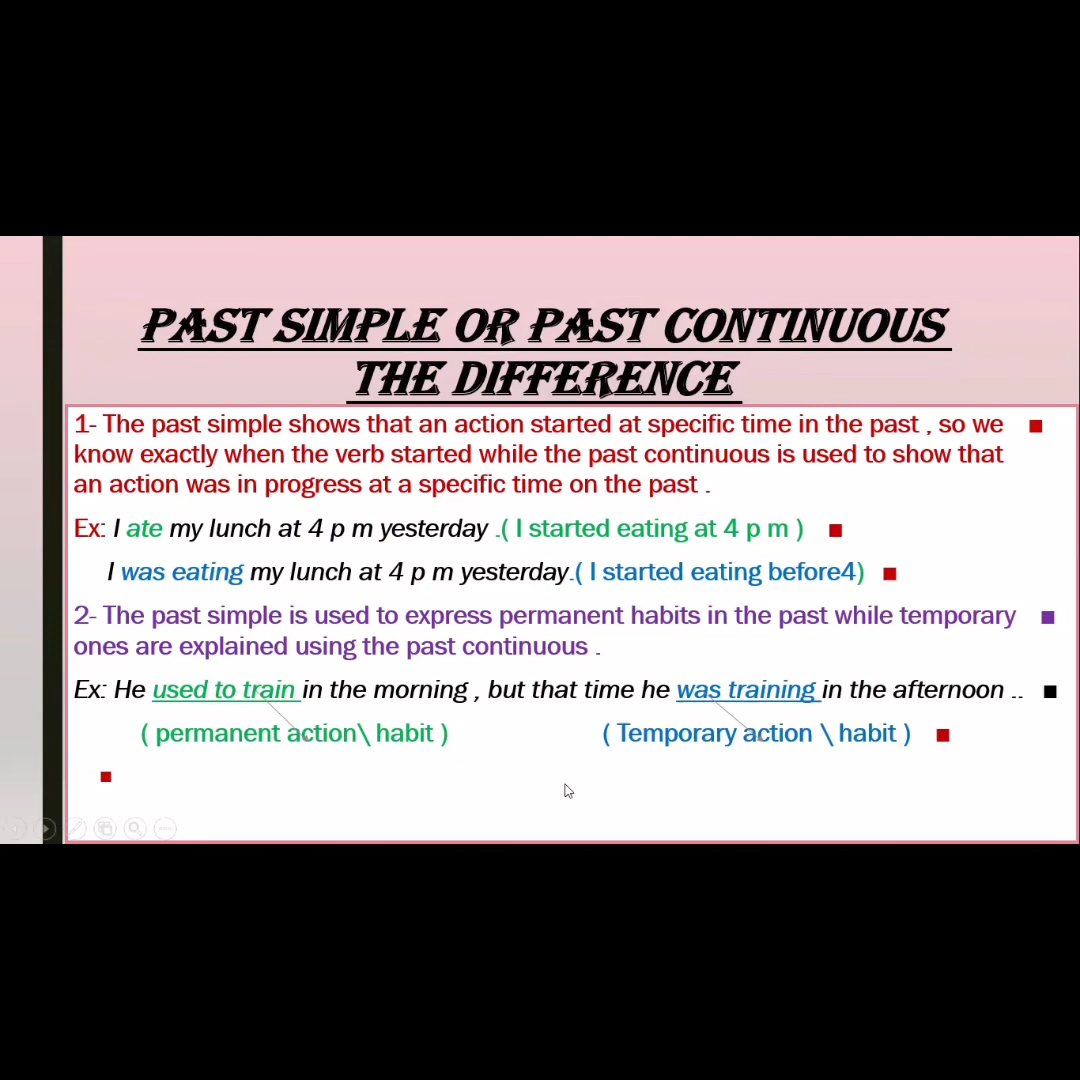 PAST SIMPLE OR PAST CONTINUOUS
THE DIFFERENCE
1- The past simple shows that an action started at specific time in the past , so we
know exactly when the verb started while the past continuous is used to show that
an action was in progress at a specific time on the past .
Ex: I ate my lunch at 4 p m yesterday .( I started eating at 4 p m )
I was eating my lunch at 4 p m yesterday.( I started eating before4)
2- The past simple is used to express permanent habits in the past while temporary
ones are explained using the past continuous .
Ex: He used to train in the morning , but that time he was training in the afternoon ..
( permanent action\ habit ) ( Temporary action \ habit )